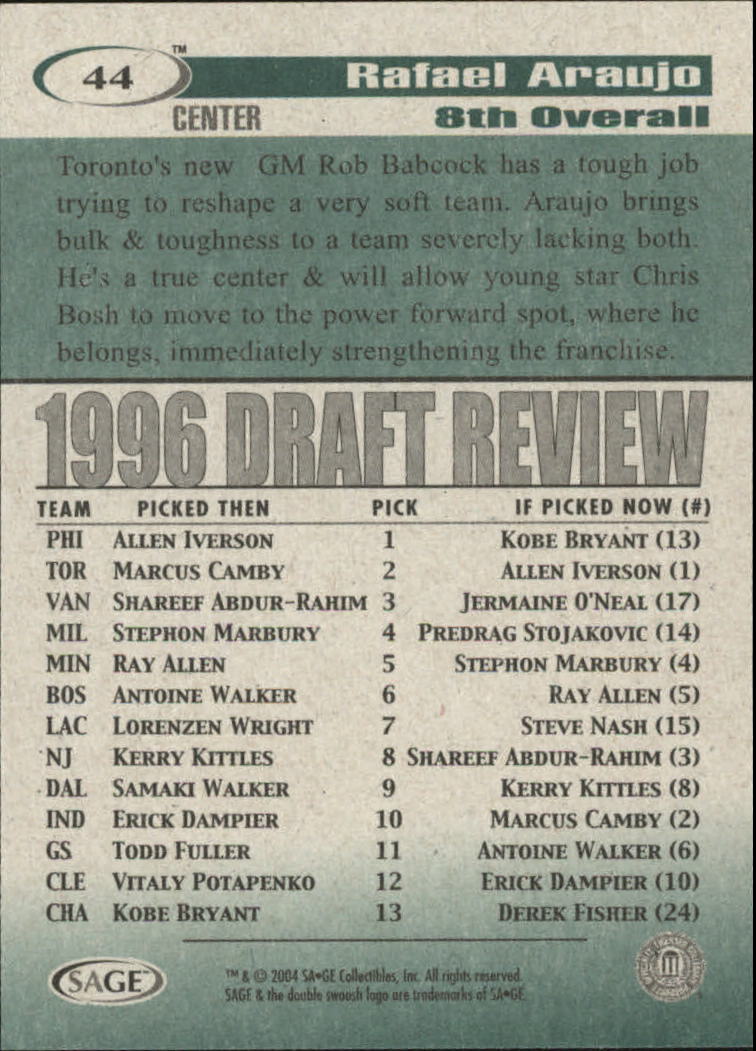 44 ™ Rafael Araujo
CENTER 8th Overall
Toronto's new GM Rob Babcock has a tough job
trying to reshape a very soft team. Araujo brings
bulk & toughness to a team severely lacking both.
He's a true center & will allow young star Chris
Bosh to move to the power forward spot, where he
belongs, immediately strengthening the franchise.
1996 DRAFT REVIEW
TEAM PICKED THEN PICK IF PICKED NOW (#)
PHI ALLEN IVERSON 1 KOBE BRYANT (13)
TOR MARCUS CAMBY 2 ALLEN IVERSON (1)
VAN SHAREEF ABDUR-RAHIM 3 JERMAINE O'NEAL (17)
MIL STEPHON MARBURY 4 PREDRAG STOJAKOVIC (14)
MIN RAY ALLEN 5 STEPHON MARBURY (4)
BOS ANTOINE WALKER 6 RAY ALLEN (5)
LAC LORENZEN WRIGHT 7 STEVE NASH (15)
NJ KERRY KITTLES 8 SHAREEF ABDUR-RAHIM (3)
DAL SAMAKI WALKER 9 KERRY KITTLES (8)
IND ERICK DAMPIER 10 MARCUS CAMBY (2)
GS TODD FULLER 11 ANTOINE WALKER (6)
CLE VITALY POTAPENKO 12 ERICK DAMPIER (10)
CHA KOBE BRYANT 13 DEREK FISHER (24)
SAGE™
™ & © 2004 SA•GE Collectibles, Inc. All rights reserved.
SAGE & the double swoosh logo are trademarks of SA•GE.